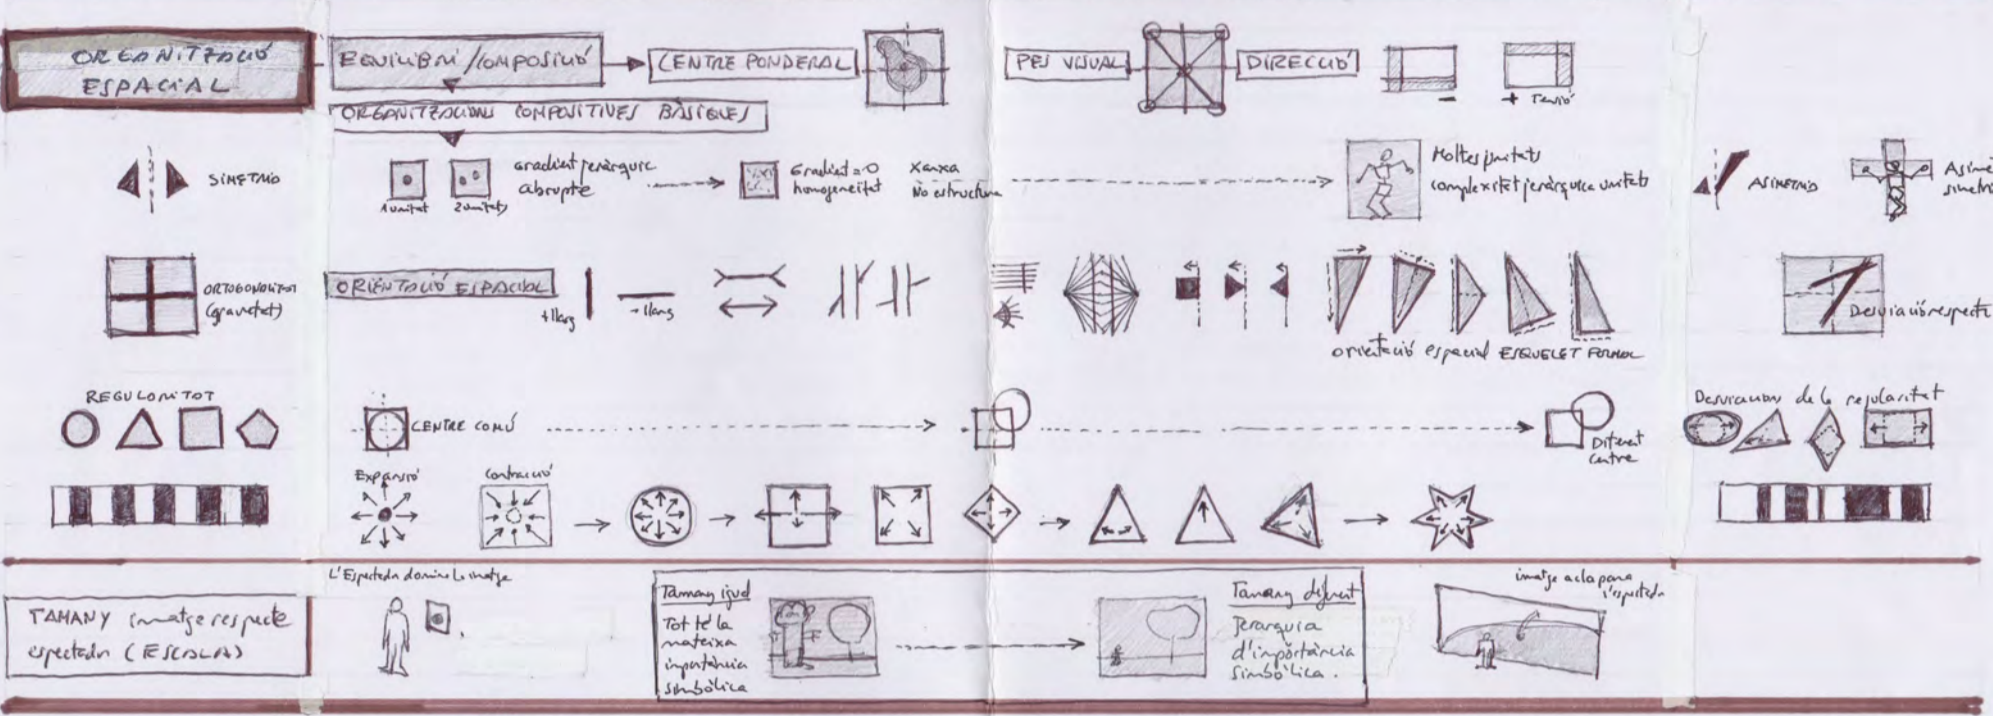 ORGANITZACIÓ
ESPACIAL
EQUILIBRI/COMPOSICIÓ
CENTRE PONDERAL
PES VISUAL
DIRECCIÓ
-
+ Tensió
ORGANITZACIONS COMPOSITIVES BÀSIQUES
SIMETRIA
1 unitat
2 unitats
Gradient jeràrquic
abrupte
Gradient = 0
homogeneïtat
Xarxa
No estructura
Moltes unitats
complexitat jeràrquica unitats
ASIMETRIA
Asime
simetri
ORTOGONALITAT
(gravetat)
ORIENTACIÓ ESPACIAL
+ llarg
- llarg
orientació espacial ESQUELET FORMAL
Desviació respecte
REGULARITAT
CENTRE COMÚ
Diferent
centre
Desviacions de la regularitat
Expansió
Contracció
TAMANY imatge respecte
espectador (ESCALA)
L'Espectador domina la imatge
Tamany igual
Tot té la
mateixa
importància
simbòlica
Tamany diferent
Jerarquia
d'importància
simbòlica.
imatge aclapara
l'espectador